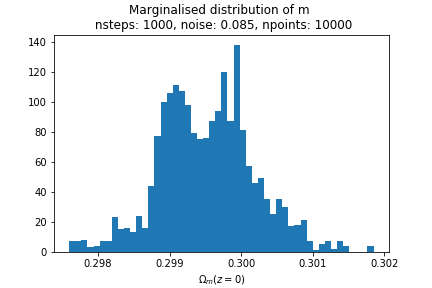 Marginalised distribution of m
nsteps: 1000, noise: 0.085, npoints: 10000
140
120
100
80
60
40
20
0
0.298 0.299 0.300 0.301 0.302
Ωm(z = 0)